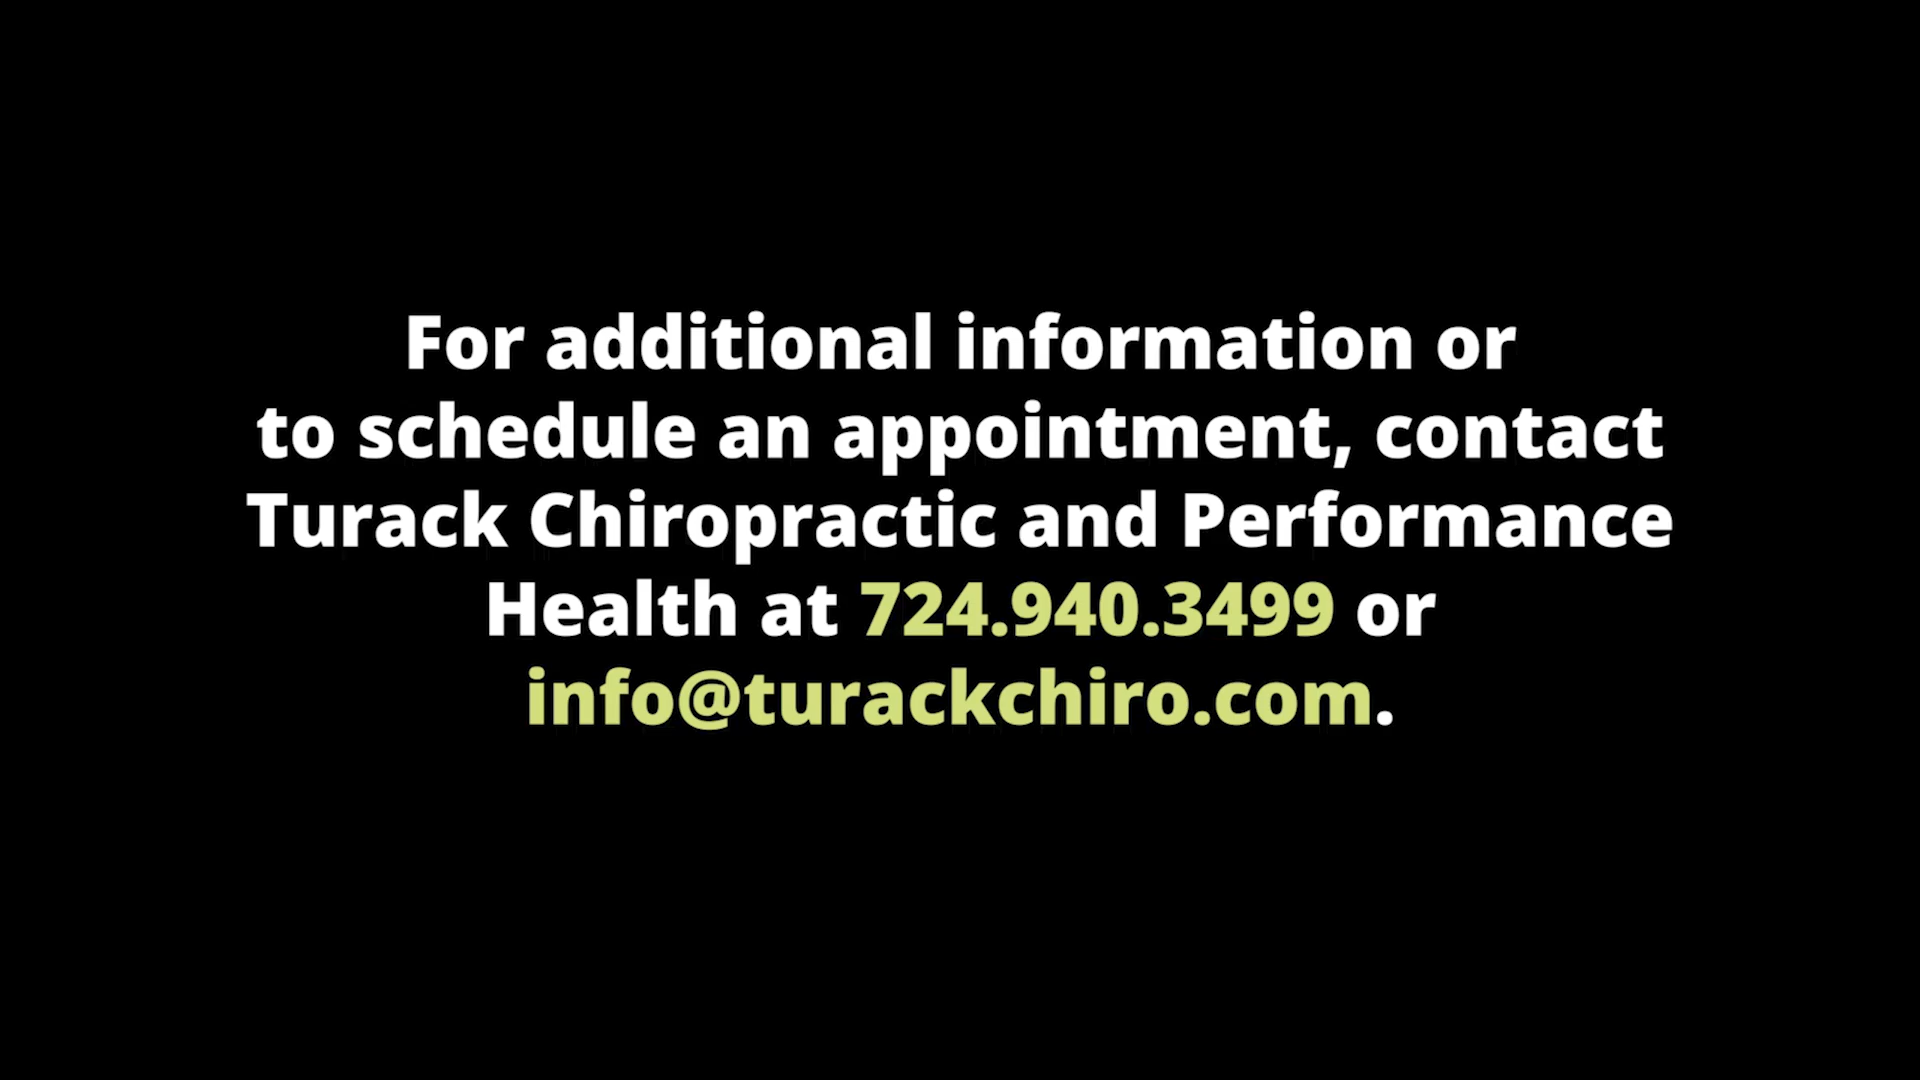 For additional information or
to schedule an appointment, contact
Turack Chiropractic and Performance
Health at 724.940.3499 or
info@turackchiro.com.